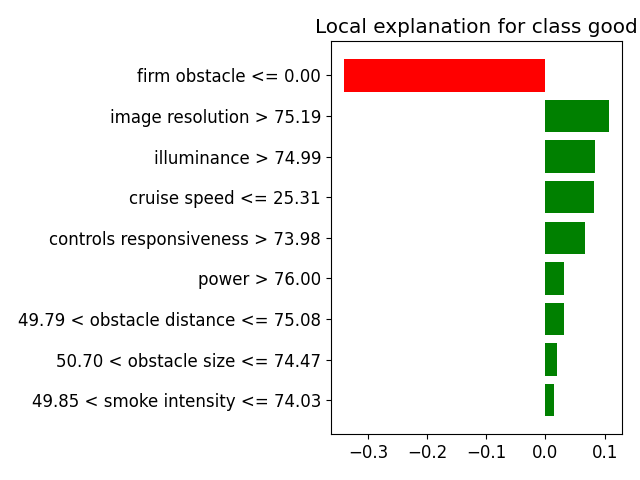 Local explanation for class good
firm obstacle <= 0.00
image resolution > 75.19
illuminance > 74.99
cruise speed <= 25.31
controls responsiveness > 73.98
power > 76.00
49.79 < obstacle distance <= 75.08
50.70 < obstacle size <= 74.47
49.85 < smoke intensity <= 74.03
−0.3 −0.2 −0.1 0.0 0.1